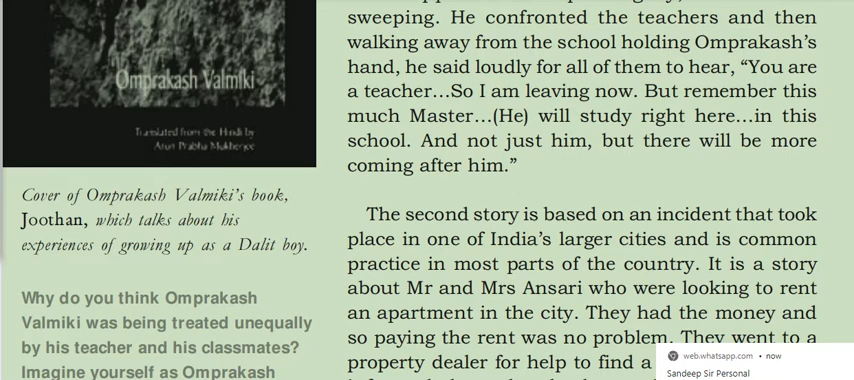 Omprakash Valmiki
Translated from the Hindi by
Arun Prabha Mukherjee
Cover of Omprakash Valmiki's book,
Joothan, which talks about his
experiences of growing up as a Dalit boy.
Why do you think Omprakash
Valmiki was being treated unequally
by his teacher and his classmates?
Imagine yourself as Omprakash
sweeping. He confronted the teachers and then
walking away from the school holding Omprakash's
hand, he said loudly for all of them to hear, “You are
a teacher…So I am leaving now. But remember this
much Master…(He) will study right here…in this
school. And not just him, but there will be more
coming after him.”
The second story is based on an incident that took
place in one of India's larger cities and is common
practice in most parts of the country. It is a story
about Mr and Mrs Ansari who were looking to rent
an apartment in the city. They had the money and
so paying the rent was no problem. They went to a
property dealer for help to find a
web.whatsapp.com • now
Sandeep Sir Personal